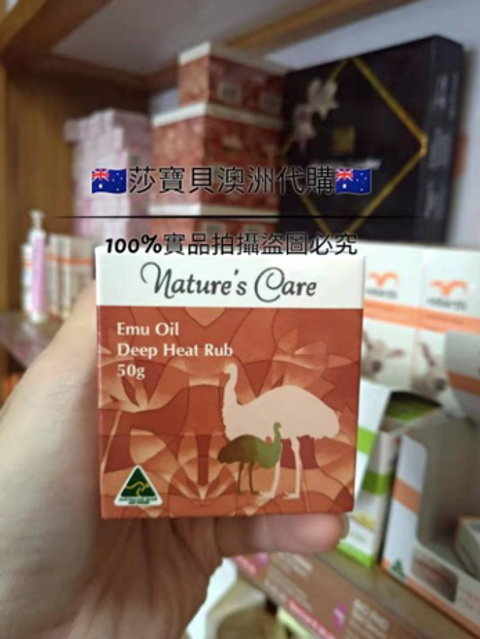 🇦🇺莎寶貝澳洲代購🇦🇺
100%實品拍攝盜圖必究
Nature's Care
Emu Oil
Deep Heat Rub
50g